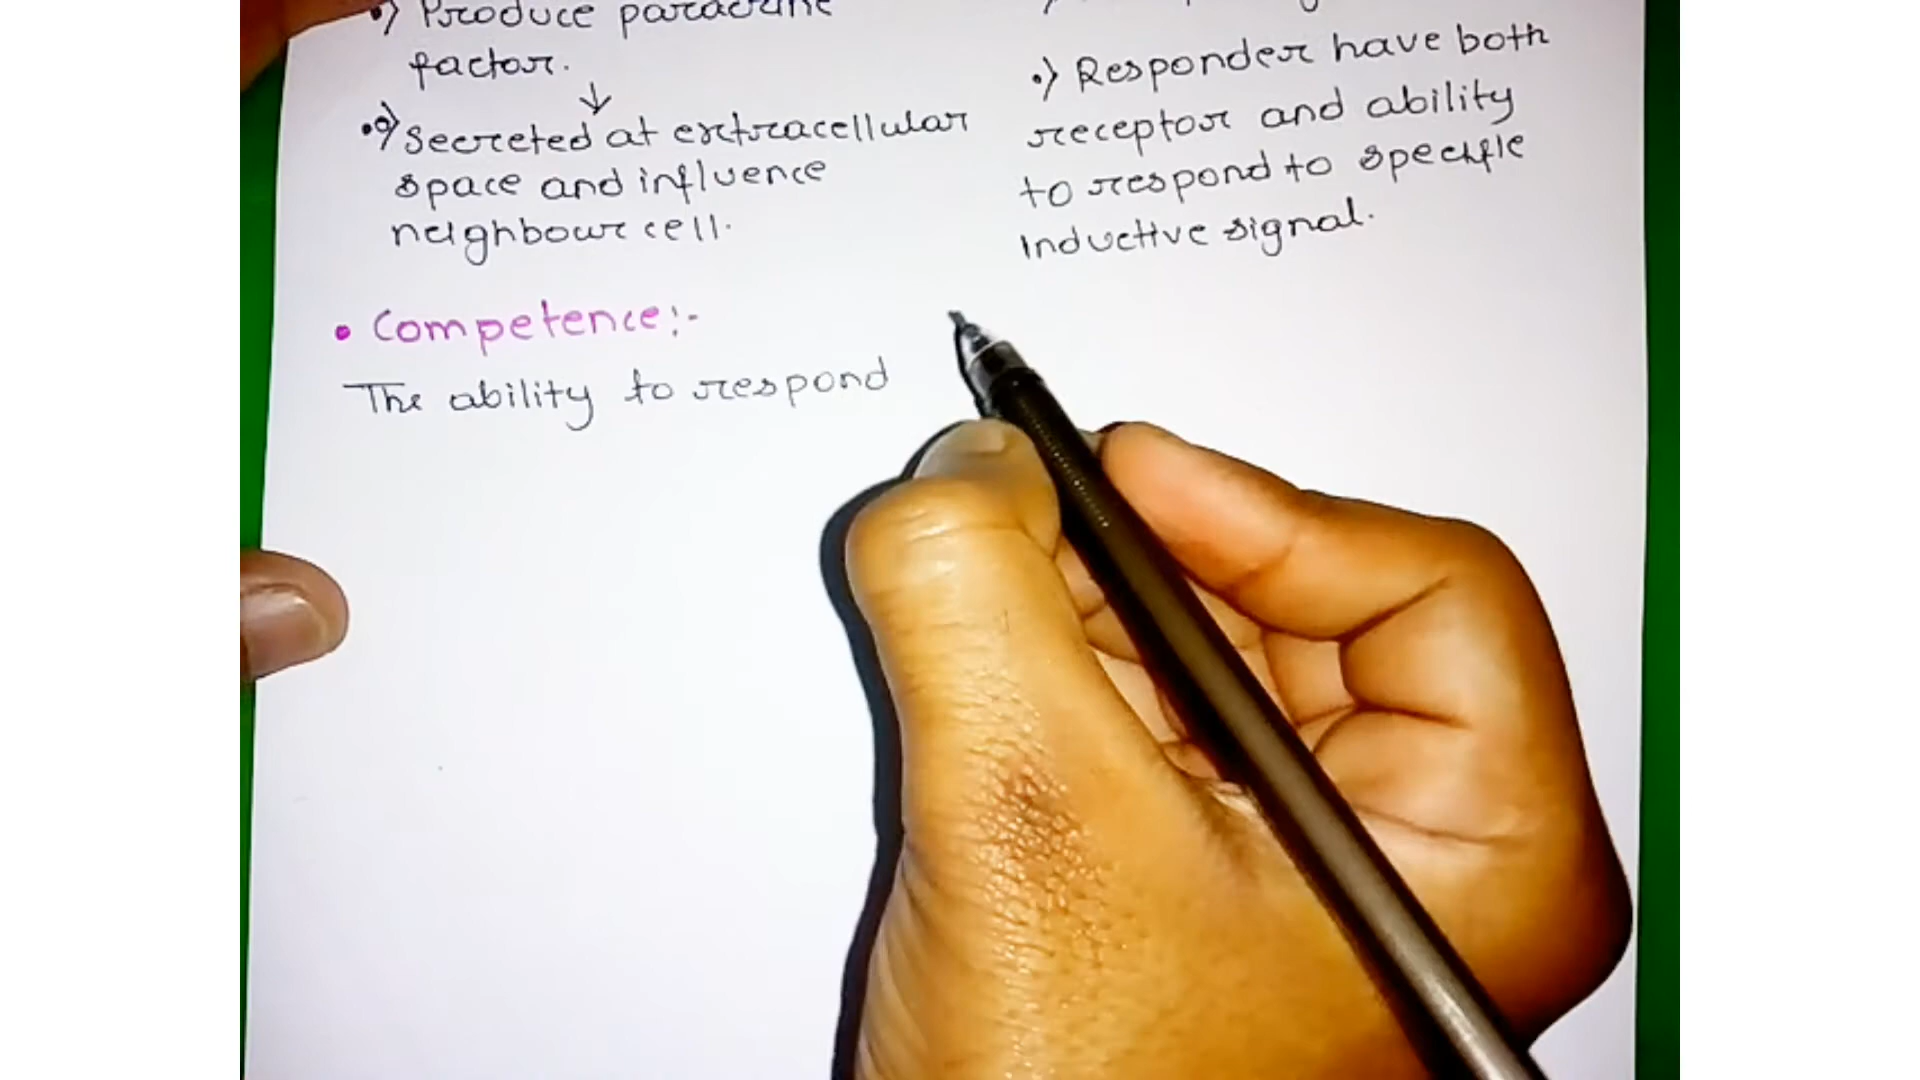 •) Produce paracrine
factor.
↓
•) Secreted at extracellular
space and influence
neighbour cell.
•) Responder have both
receptor and ability
to respond to specific
inductive signal.
• Competence:-
The ability to respond